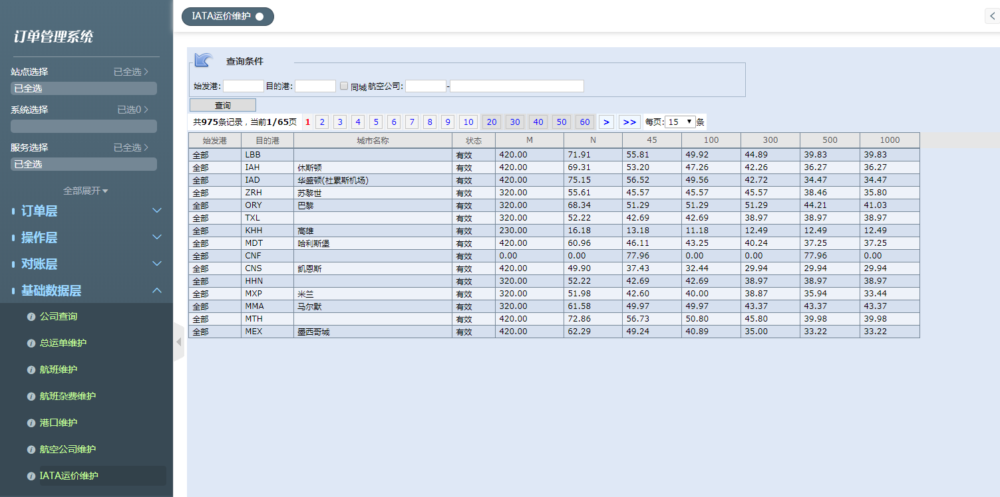 订单管理系统
站点选择 已全选
已全选
系统选择 已选0
服务选择 已全选
已全选
全部展开
订单层
操作层
对账层
基础数据层
公司查询
总运单维护
航班维护
航班杂费维护
港口维护
航空公司维护
IATA运价维护
IATA运价维护
查询条件
始发港: 目的港: 同城 航空公司: -
查询
共975条记录，当前1/65页 1 2 3 4 5 6 7 8 9 10 20 30 40 50 60 > >> 每页: 15 条
始发港 目的港 城市名称 状态 M N 45 100 300 500 1000
全部 LBB 有效 420.00 71.91 55.81 49.92 44.89 39.83 39.83
全部 IAH 休斯顿 有效 420.00 69.31 53.20 47.26 42.26 36.27 36.27
全部 IAD 华盛顿(杜累斯机场) 有效 420.00 75.15 56.52 49.56 42.72 34.47 34.47
全部 ZRH 苏黎世 有效 320.00 55.61 45.57 45.57 45.57 38.46 35.80
全部 ORY 巴黎 有效 320.00 68.34 51.29 51.29 51.29 44.21 41.03
全部 TXL 有效 320.00 52.22 42.69 42.69 38.97 38.97 38.97
全部 KHH 高雄 有效 230.00 16.18 13.18 11.18 12.49 12.49 12.49
全部 MDT 哈利斯堡 有效 420.00 60.96 46.11 43.25 40.24 37.25 37.25
全部 CNF 有效 0.00 0.00 77.96 0.00 0.00 77.96 0.00
全部 CNS 凯恩斯 有效 420.00 49.90 37.43 32.44 29.94 29.94 29.94
全部 HHN 有效 320.00 52.22 42.69 42.69 38.97 38.97 38.97
全部 MXP 米兰 有效 320.00 51.98 42.60 40.00 38.87 35.94 33.44
全部 MMA 马尔默 有效 320.00 61.58 49.97 49.97 43.37 43.37 43.37
全部 MTH 有效 420.00 72.86 56.73 50.80 45.80 39.98 39.98
全部 MEX 墨西哥城 有效 420.00 62.29 49.24 40.89 35.00 33.22 33.22